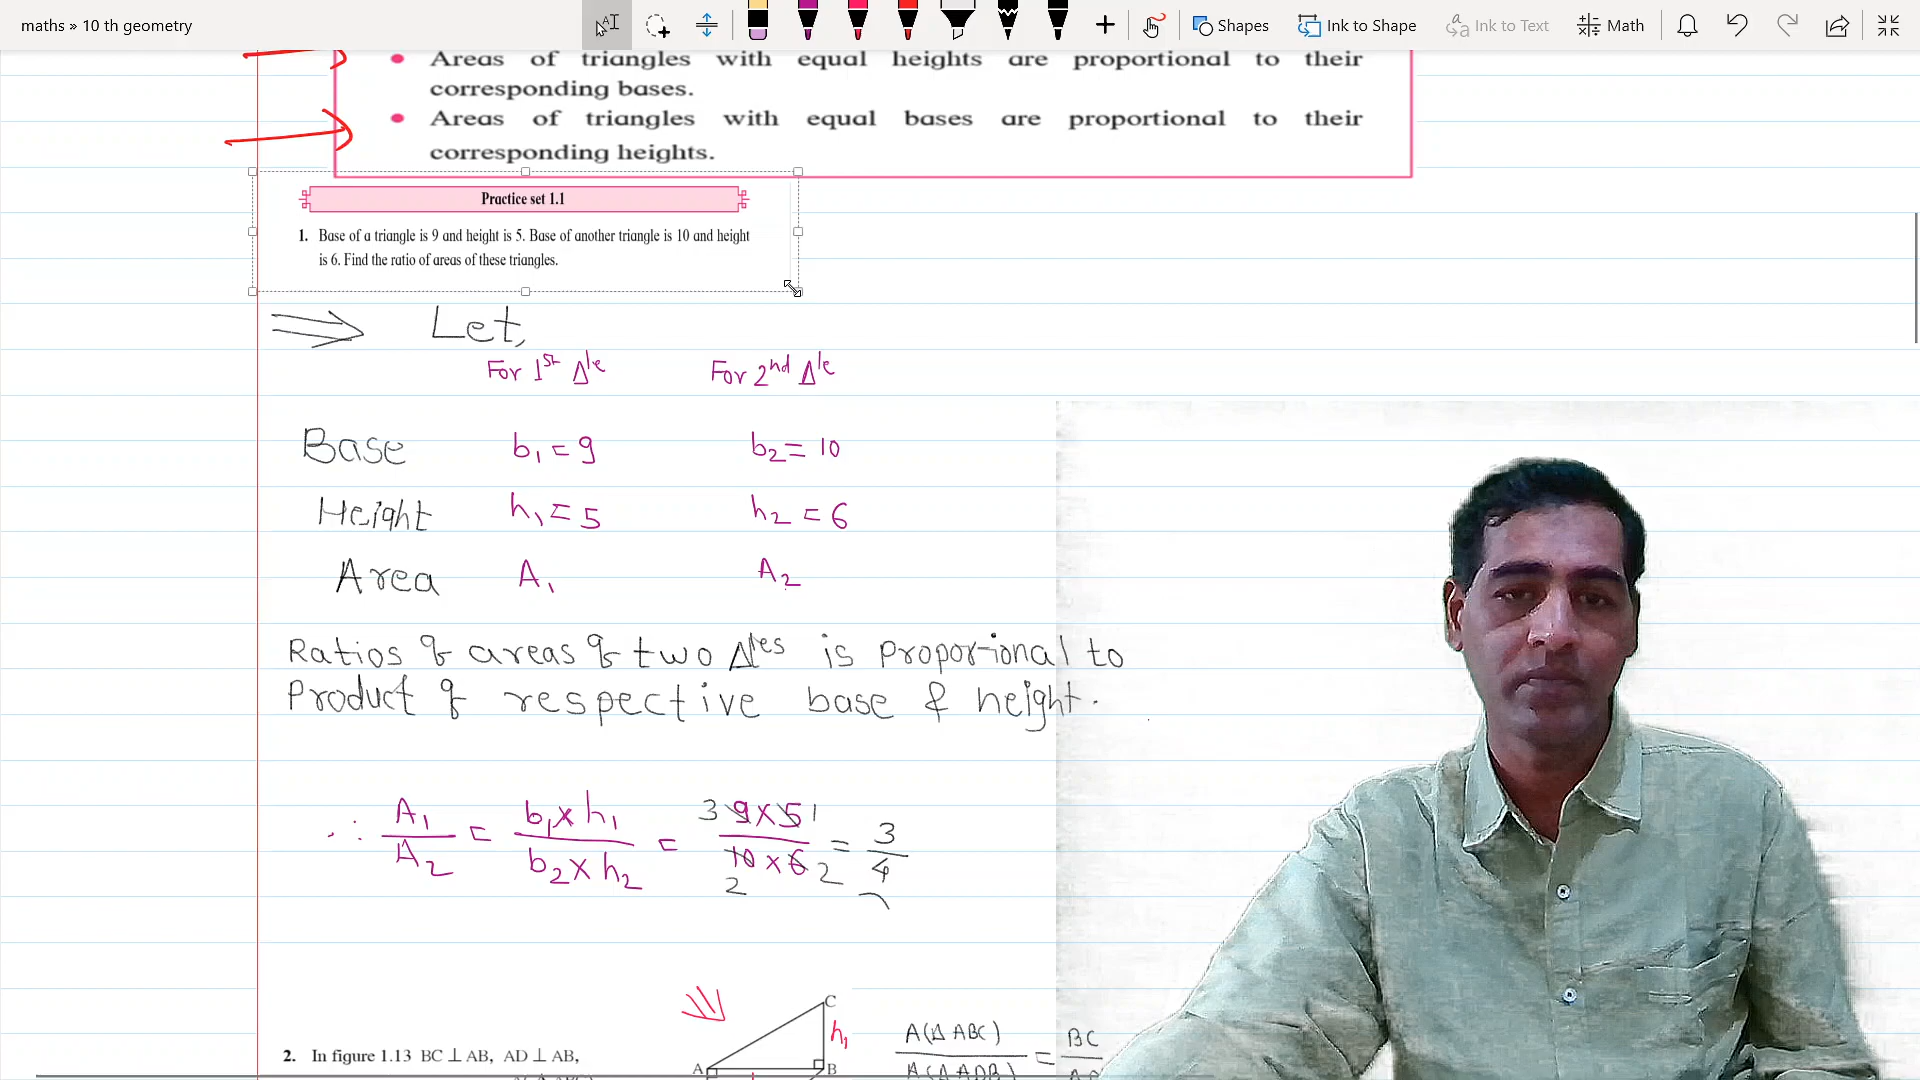 maths » 10 th geometry
Shapes
Ink to Shape
Ink to Text
Math
Areas of triangles with equal heights are proportional to their
corresponding bases.
Areas of triangles with equal bases are proportional to their
corresponding heights.
Practice set 1.1
1. Base of a triangle is 9 and height is 5. Base of another triangle is 10 and height
is 6. Find the ratio of areas of these triangles.
⇒ Let,
For 1st Δle For 2nd Δle
Base b₁ = 9 b₂ = 10
Height h₁ = 5 h₂ = 6
Area A₁ A₂
Ratios of areas of two Δles is proportional to
Product of respective base & height.
∴ A₁/A₂ = b₁ x h₁ / b₂ x h₂ = 3 9 x 5 1 / 10 x 6 2 2 = 3/4
C
h₁
A B
A(Δ ABC) / A(Δ ADB) = BC
2. In figure 1.13 BC ⊥ AB, AD ⊥ AB,